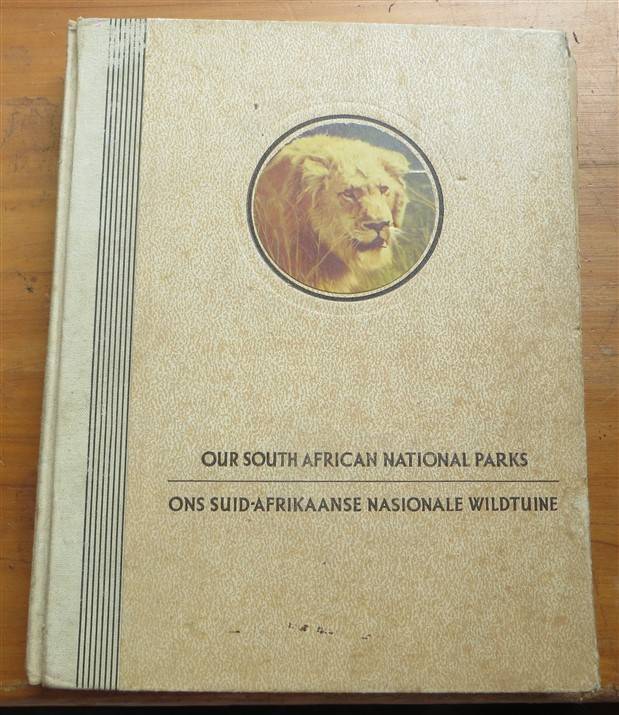 OUR SOUTH AFRICAN NATIONAL PARKS
ONS SUID-AFRIKAANSE NASIONALE WILDTUINE